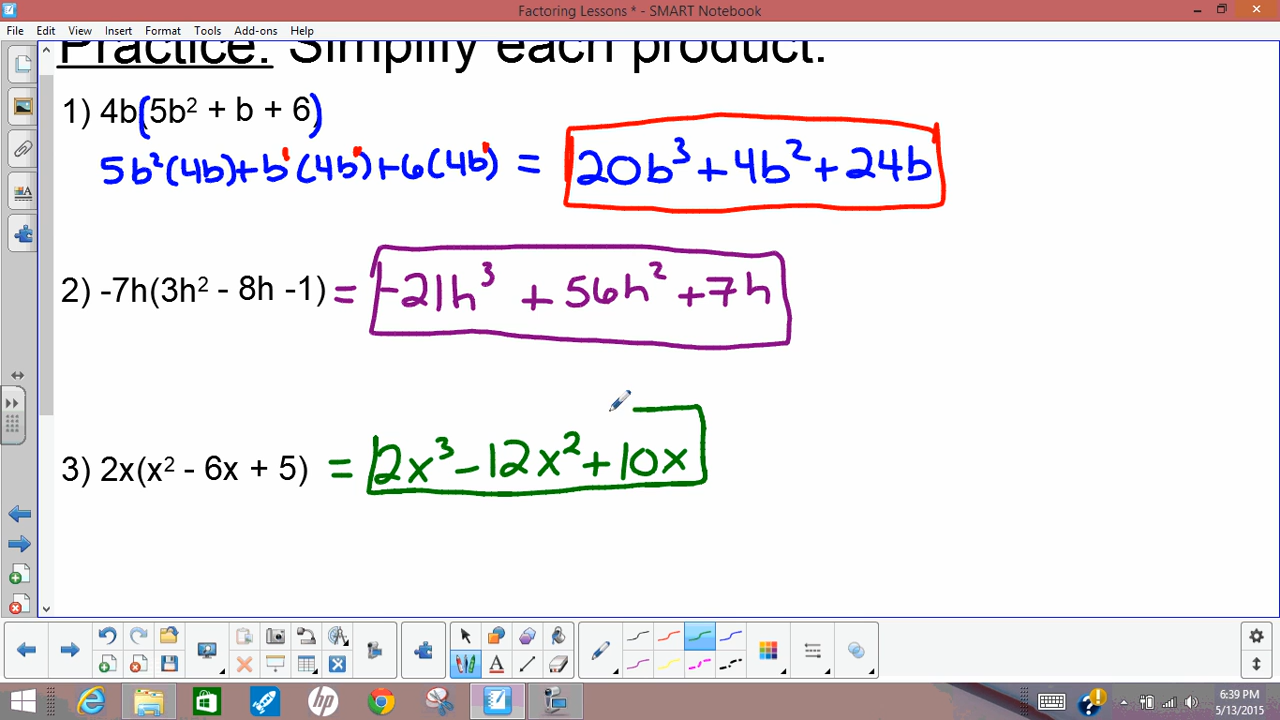 Factoring Lessons * - SMART Notebook
File Edit View Insert Format Tools Add-ons Help
Practice: Simplify each product.
1) 4b(5b² + b + 6)
5b²(4b)+b¹(4b¹)+6(4b¹) = 20b³+4b²+24b
2) -7h(3h² - 8h -1) = -21h³ + 56h² +7h
3) 2x(x² - 6x + 5) = 2x³-12x²+10x
6:39 PM
5/13/2015